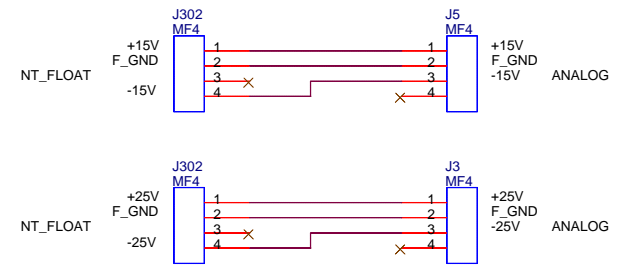 J302 J5
MF4 MF4
+15V 1 1 +15V
F_GND 2 2 F_GND
NT_FLOAT 3 3 -15V ANALOG
-15V 4 4
J302 J3
MF4 MF4
+25V 1 1 +25V
F_GND 2 2 F_GND
NT_FLOAT 3 3 -25V ANALOG
-25V 4 4